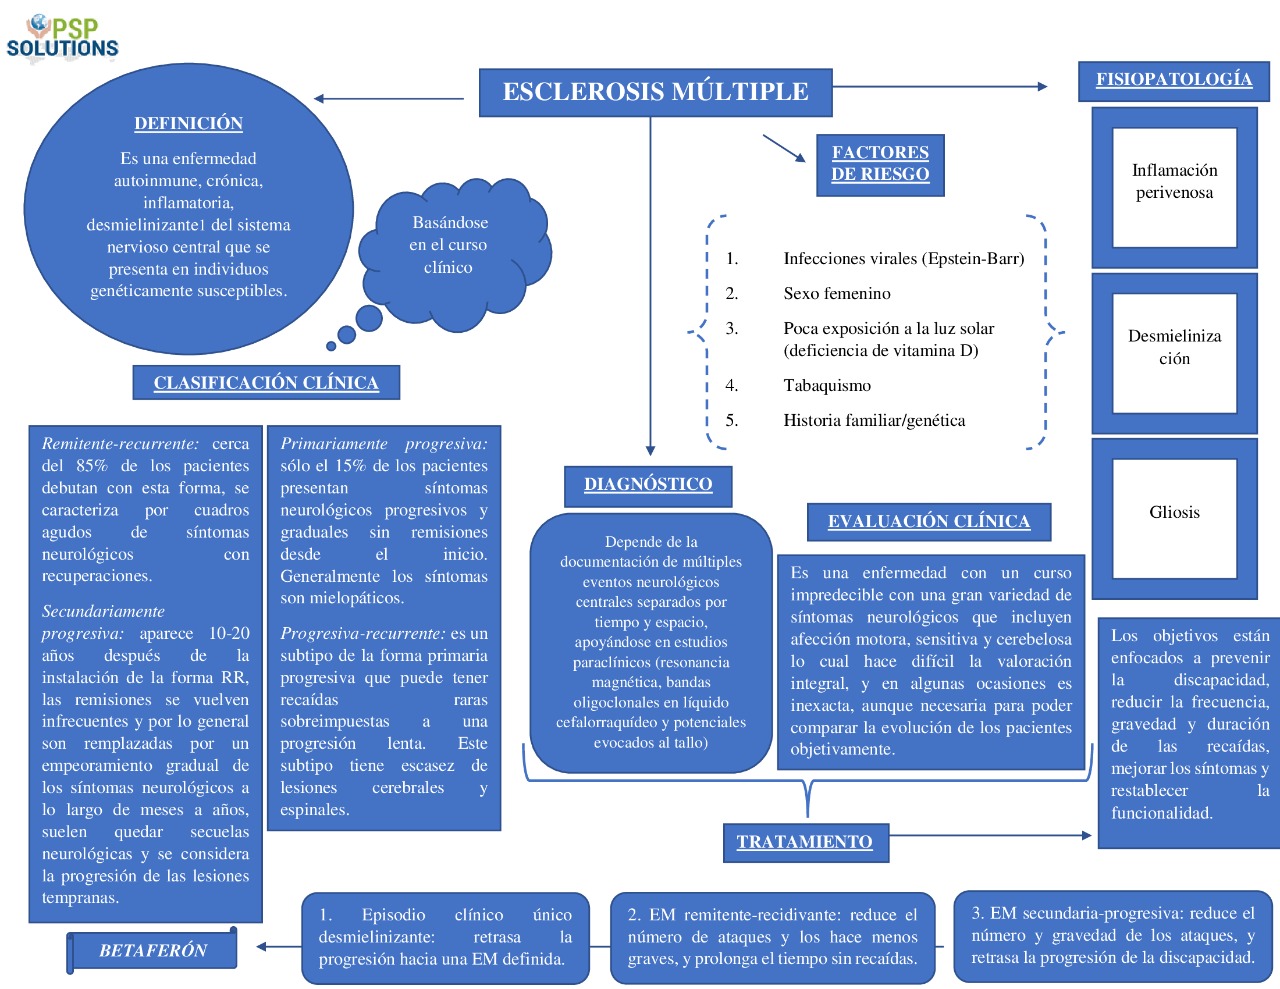 PSP
SOLUTIONS
ESCLEROSIS MÚLTIPLE
DEFINICIÓN
Es una enfermedad
autoinmune, crónica,
inflamatoria,
desmielinizante1 del sistema
nervioso central que se
presenta en individuos
genéticamente susceptibles.
Basándose
en el curso
clínico
CLASIFICACIÓN CLÍNICA
Remitente-recurrente: cerca
del 85% de los pacientes
debutan con esta forma, se
caracteriza por cuadros
agudos de síntomas
neurológicos con
recuperaciones.
Secundariamente
progresiva: aparece 10-20
años después de la
instalación de la forma RR,
las remisiones se vuelven
infrecuentes y por lo general
son remplazadas por un
empeoramiento gradual de
los síntomas neurológicos a
lo largo de meses a años,
suelen quedar secuelas
neurológicas y se considera
la progresión de las lesiones
tempranas.
Primariamente progresiva:
sólo el 15% de los pacientes
presentan síntomas
neurológicos progresivos y
graduales sin remisiones
desde el inicio.
Generalmente los síntomas
son mielopáticos.
Progresiva-recurrente: es un
subtipo de la forma primaria
progresiva que puede tener
recaídas raras
sobreimpuestas a una
progresión lenta. Este
subtipo tiene escasez de
lesiones cerebrales y
espinales.
FACTORES
DE RIESGO
1. Infecciones virales (Epstein-Barr)
2. Sexo femenino
3. Poca exposición a la luz solar
(deficiencia de vitamina D)
4. Tabaquismo
5. Historia familiar/genética
FISIOPATOLOGÍA
Inflamación
perivenosa
Desmieliniza
ción
Gliosis
DIAGNÓSTICO
Depende de la
documentación de múltiples
eventos neurológicos
centrales separados por
tiempo y espacio,
apoyándose en estudios
paraclínicos (resonancia
magnética, bandas
oligoclonales en líquido
cefalorraquídeo y potenciales
evocados al tallo)
EVALUACIÓN CLÍNICA
Es una enfermedad con un curso
impredecible con una gran variedad de
síntomas neurológicos que incluyen
afección motora, sensitiva y cerebelosa
lo cual hace difícil la valoración
integral, y en algunas ocasiones es
inexacta, aunque necesaria para poder
comparar la evolución de los pacientes
objetivamente.
TRATAMIENTO
Los objetivos están
enfocados a prevenir
la discapacidad,
reducir la frecuencia,
gravedad y duración
de las recaídas,
mejorar los síntomas y
restablecer la
funcionalidad.
BETAFERÓN
1. Episodio clínico único
desmielinizante: retrasa la
progresión hacia una EM definida.
2. EM remitente-recidivante: reduce el
número de ataques y los hace menos
graves, y prolonga el tiempo sin recaídas.
3. EM secundaria-progresiva: reduce el
número y gravedad de los ataques, y
retrasa la progresión de la discapacidad.